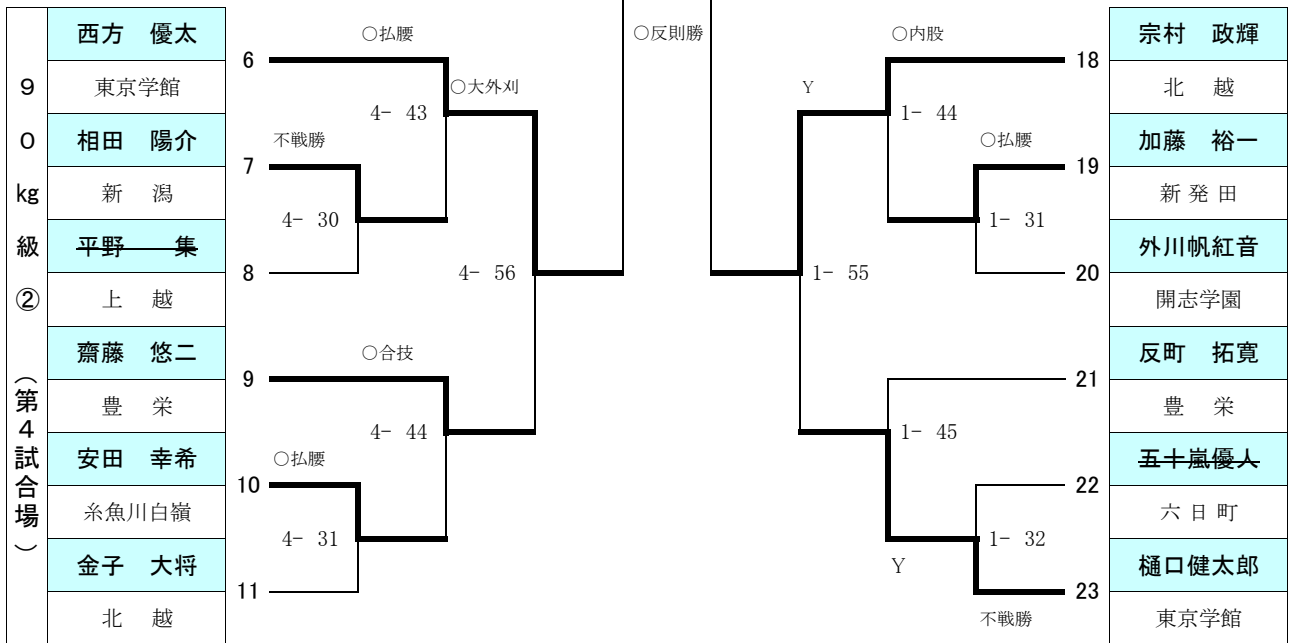 90kg級②（第4試合場）
西方　優太
東京学館
相田　陽介
新　潟
平野　集
上　越
齋藤　悠二
豊　栄
安田　幸希
糸魚川白嶺
金子　大将
北　越
6
7
8
9
10
11
○払腰
不戦勝
4- 43
4- 30
○大外刈
4- 56
○合技
4- 44
○払腰
4- 31
○反則勝
○内股
Y
1- 44
○払腰
1- 31
1- 55
1- 45
1- 32
Y
不戦勝
18
19
20
21
22
23
宗村　政輝
北　越
加藤　裕一
新発田
外川帆紅音
開志学園
反町　拓寛
豊　栄
五十嵐優人
六日町
樋口健太郎
東京学館